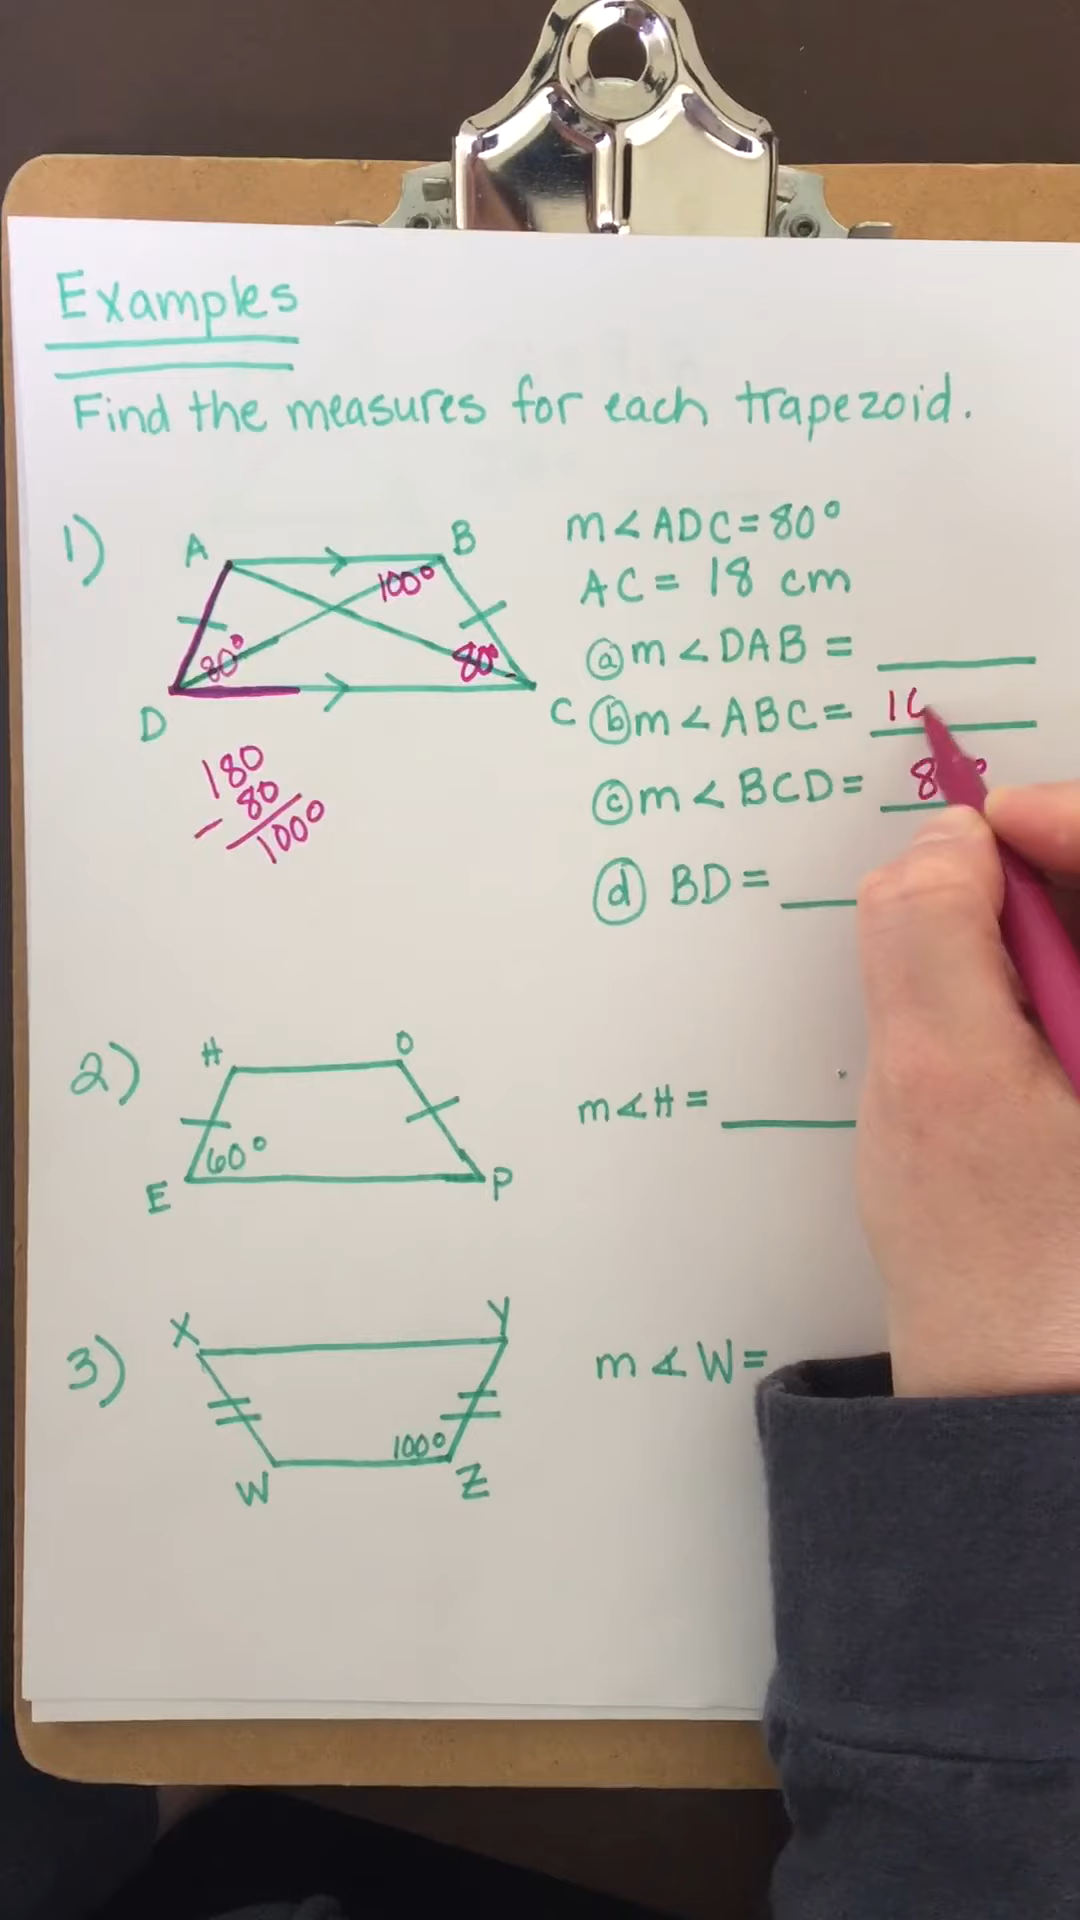 Examples
Find the measures for each trapezoid.
1)
A
B
100°
80°
80°
D
C
180
- 80
100°
m∠ADC=80°
AC= 18 cm
ⓐ m∠DAB =
ⓑ m∠ABC= 10
ⓒ m∠BCD=
ⓓ BD=
2)
H
O
60°
E
P
m∡H=
3)
X
Y
100°
W
Z
m∡W=